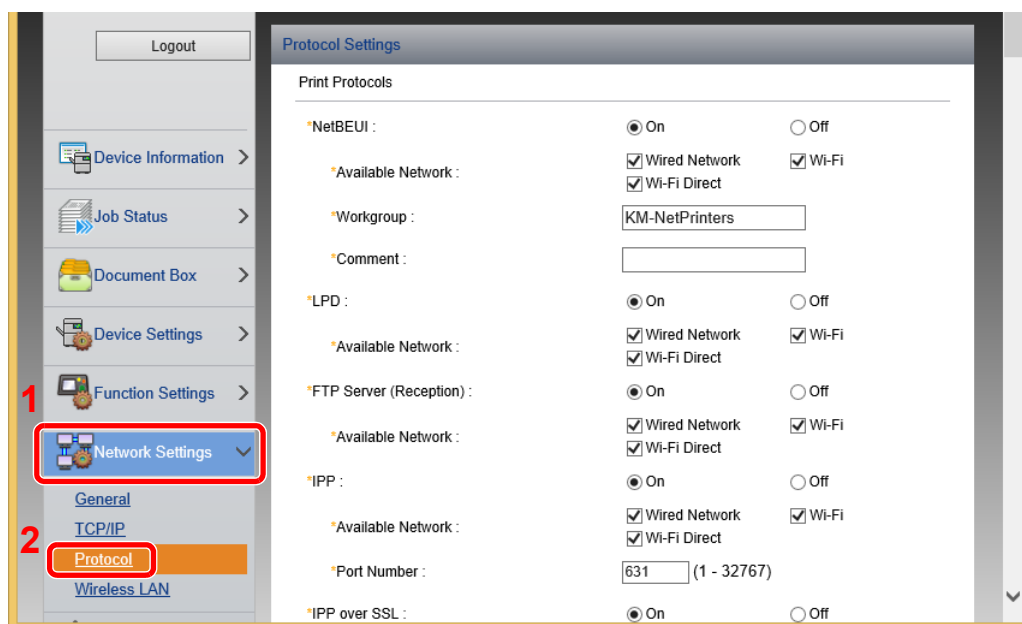 Logout
Device Information
Job Status
Document Box
Device Settings
1
Function Settings
Network Settings
General
TCP/IP
2
Protocol
Wireless LAN
Protocol Settings
Print Protocols
*NetBEUI : On Off
*Available Network : Wired Network Wi-Fi
Wi-Fi Direct
*Workgroup : KM-NetPrinters
*Comment :
*LPD : On Off
*Available Network : Wired Network Wi-Fi
Wi-Fi Direct
*FTP Server (Reception) : On Off
*Available Network : Wired Network Wi-Fi
Wi-Fi Direct
*IPP : On Off
*Available Network : Wired Network Wi-Fi
Wi-Fi Direct
*Port Number : 631 (1 - 32767)
*IPP over SSL : On Off